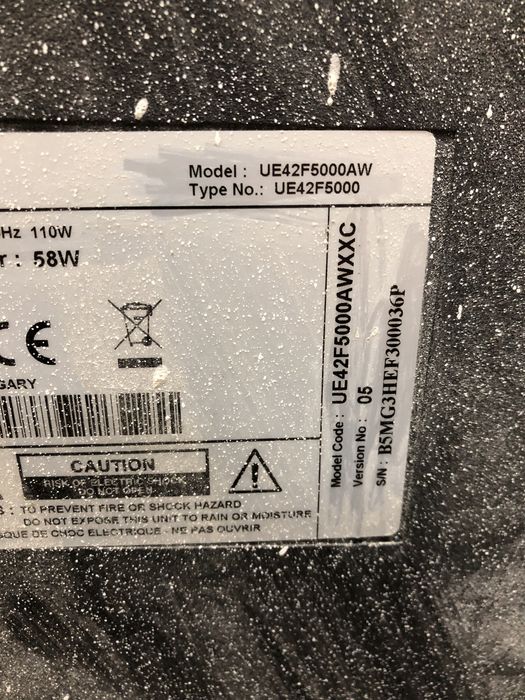 Model : UE42F5000AW
Type No.: UE42F5000
Hz 110W
r : 58W
CE
GARY
CAUTION
RISK OF ELECTRIC SHOCK
DO NOT OPEN
: TO PREVENT FIRE OR SHOCK HAZARD
DO NOT EXPOSE THIS UNIT TO RAIN OR MOISTURE
SQUE DE CHOC ELECTRIQUE - NE PAS OUVRIR
Model Code : UE42F5000AWXXC
Version No : 05
S/N : B5MG3HEF300036P